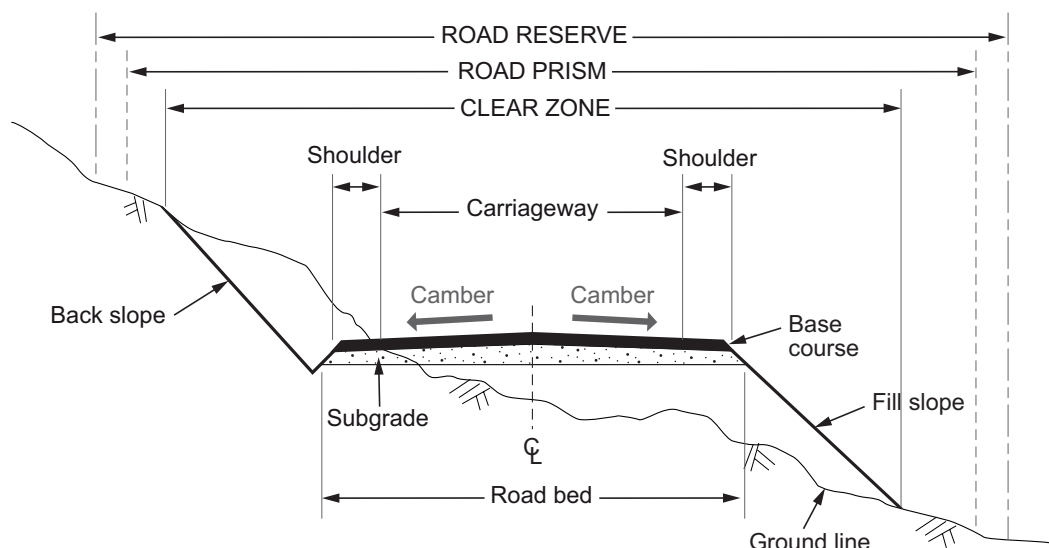 ROAD RESERVE
ROAD PRISM
CLEAR ZONE
Shoulder
Shoulder
Carriageway
Camber
Camber
Back slope
Base
course
Subgrade
Fill slope
℄
Road bed
Ground line